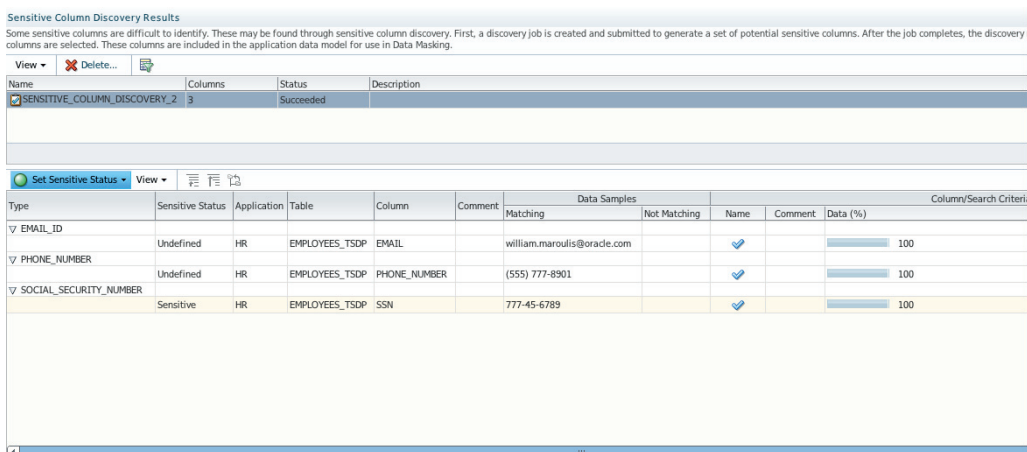 Sensitive Column Discovery Results
Some sensitive columns are difficult to identify. These may be found through sensitive column discovery. First, a discovery job is created and submitted to generate a set of potential sensitive columns. After the job completes, the discovery
columns are selected. These columns are included in the application data model for use in Data Masking.
View Delete...
Name Columns Status Description
SENSITIVE_COLUMN_DISCOVERY_2 3 Succeeded
Set Sensitive Status View
Type Sensitive Status Application Table Column Comment Data Samples Column/Search Criteria
Matching Not Matching Name Comment Data (%)
EMAIL_ID
Undefined HR EMPLOYEES_TSDP EMAIL william.maroulis@oracle.com 100
PHONE_NUMBER
Undefined HR EMPLOYEES_TSDP PHONE_NUMBER (555) 777-8901 100
SOCIAL_SECURITY_NUMBER
Sensitive HR EMPLOYEES_TSDP SSN 777-45-6789 100